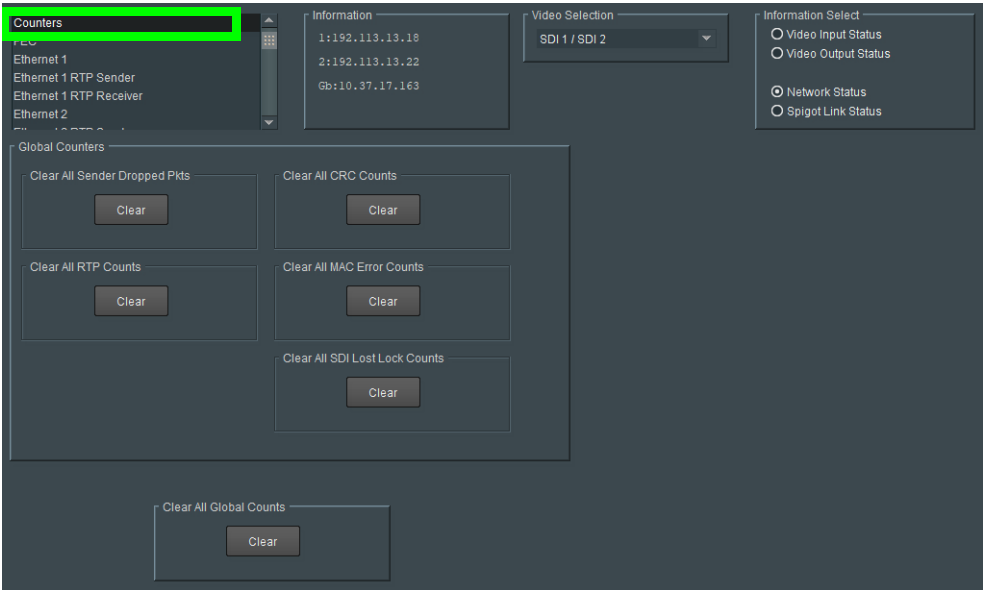 Counters
FEC
Ethernet 1
Ethernet 1 RTP Sender
Ethernet 1 RTP Receiver
Ethernet 2
Information
1:192.113.13.18
2:192.113.13.22
Gb:10.37.17.163
Video Selection
SDI 1 / SDI 2
Information Select
Video Input Status
Video Output Status
Network Status
Spigot Link Status
Global Counters
Clear All Sender Dropped Pkts
Clear
Clear All CRC Counts
Clear
Clear All RTP Counts
Clear
Clear All MAC Error Counts
Clear
Clear All SDI Lost Lock Counts
Clear
Clear All Global Counts
Clear